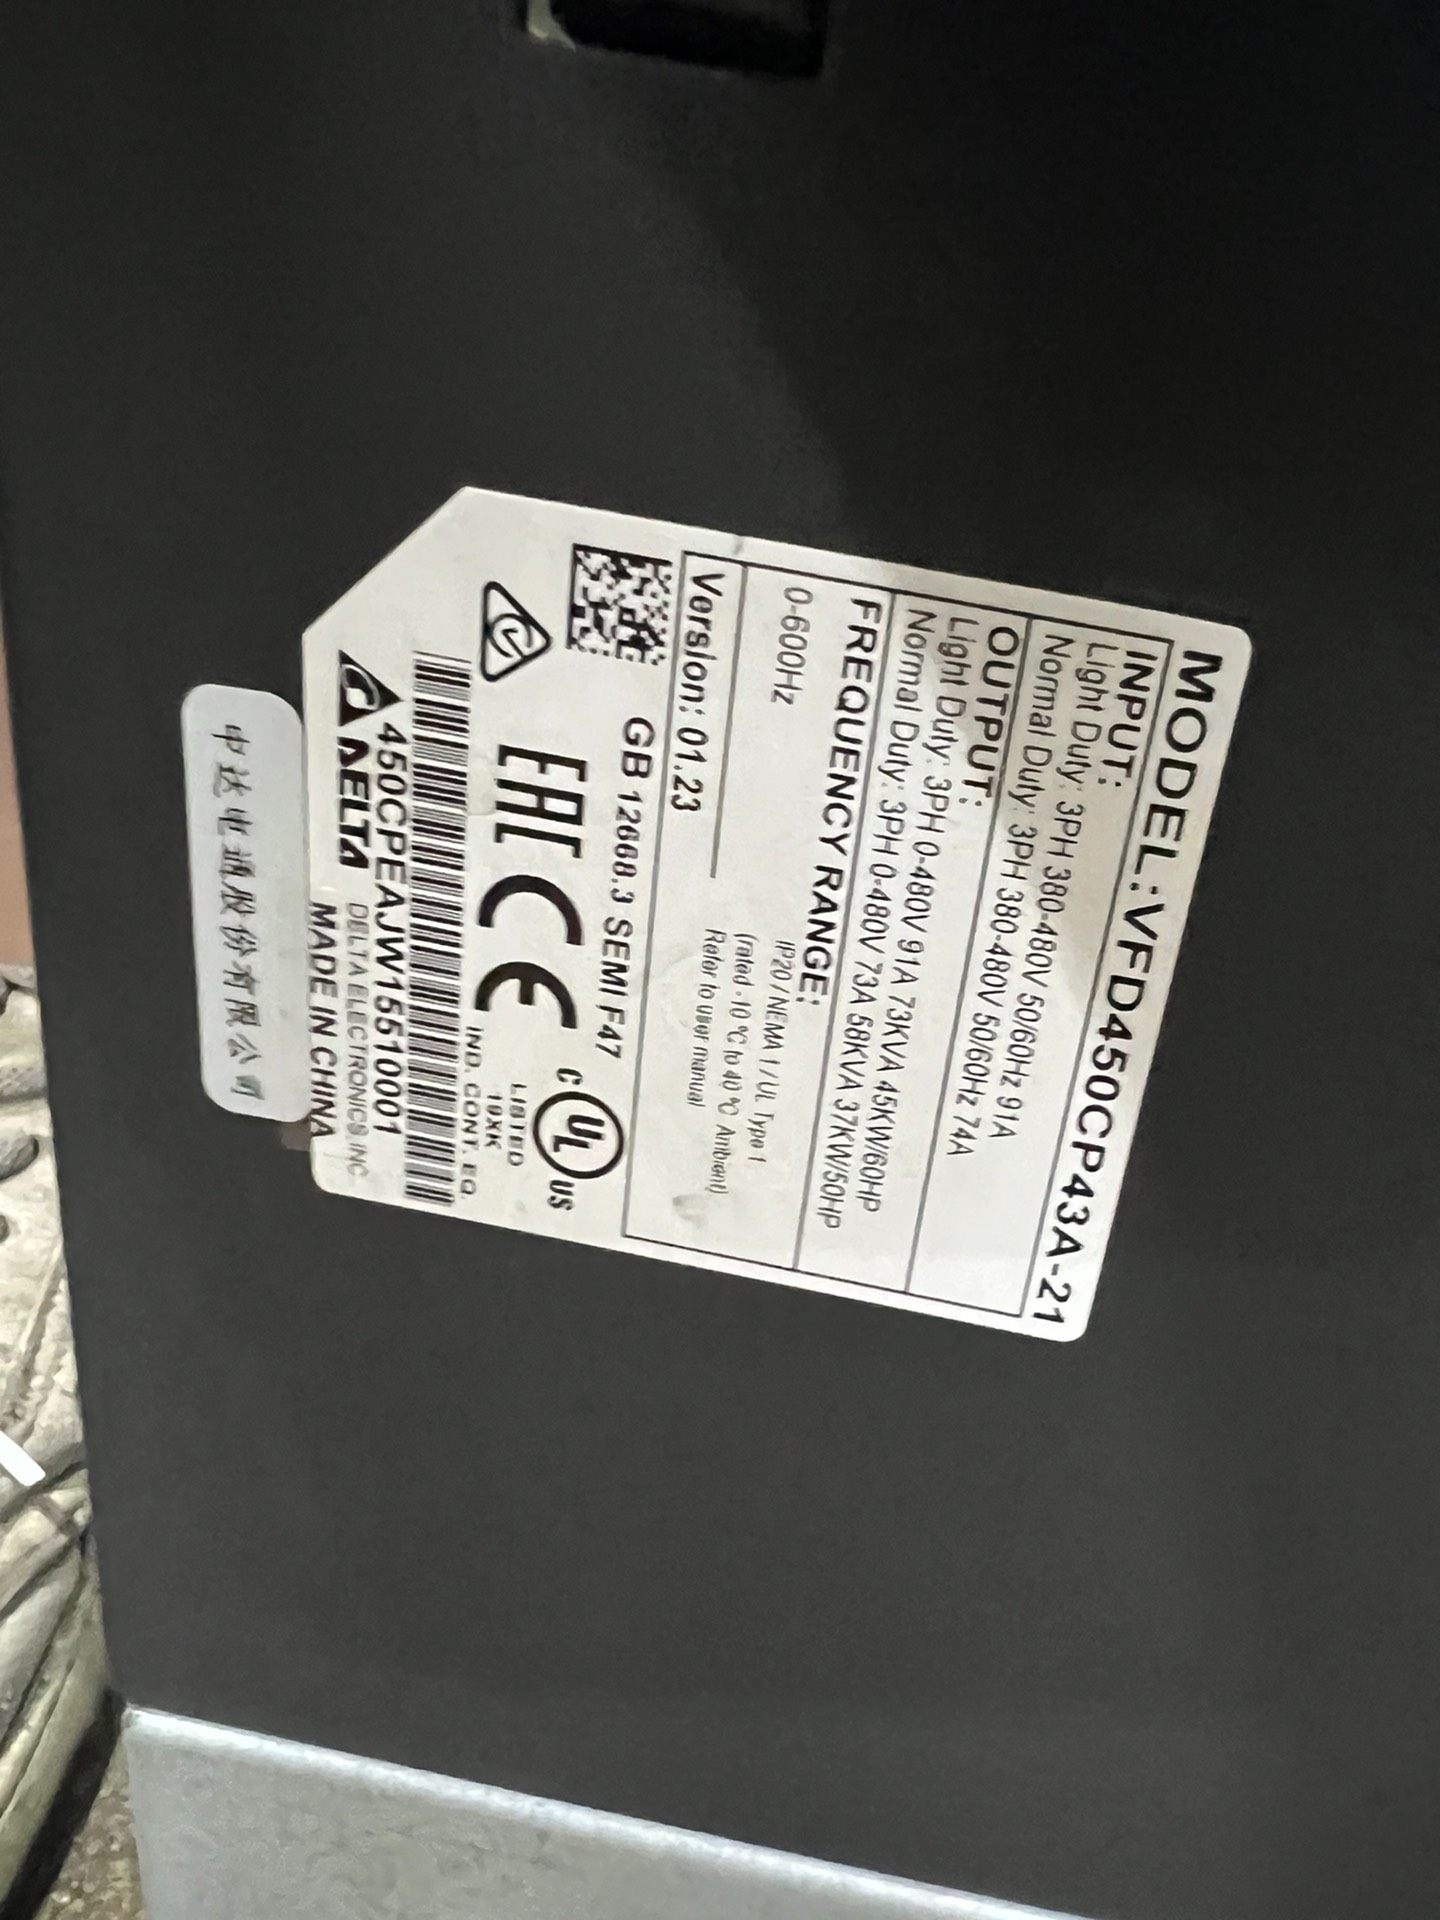 MODEL:VFD450CP43A-21
INPUT:
Light Duty: 3PH 380-480V 50/60Hz 91A
Normal Duty: 3PH 380-480V 50/60Hz 74A
OUTPUT:
Light Duty: 3PH 0-480V 91A 73KVA 45KW/60HP
Normal Duty: 3PH 0-480V 73A 58KVA 37KW/50HP
FREQUENCY RANGE:
0-600Hz
IP20 / NEMA 1 / UL Type 1
(rated -10 °C to 40 °C Ambient)
Refer to user manual
Version: 01.23
GB 12668.3 SEMI F47
EAC CE
C UL US
LISTED
19XK
IND. CONT. EQ.
450CPEAJW15510001
DELTA
DELTA ELECTRONICS, INC.
MADE IN CHINA
中达电通股份有限公司